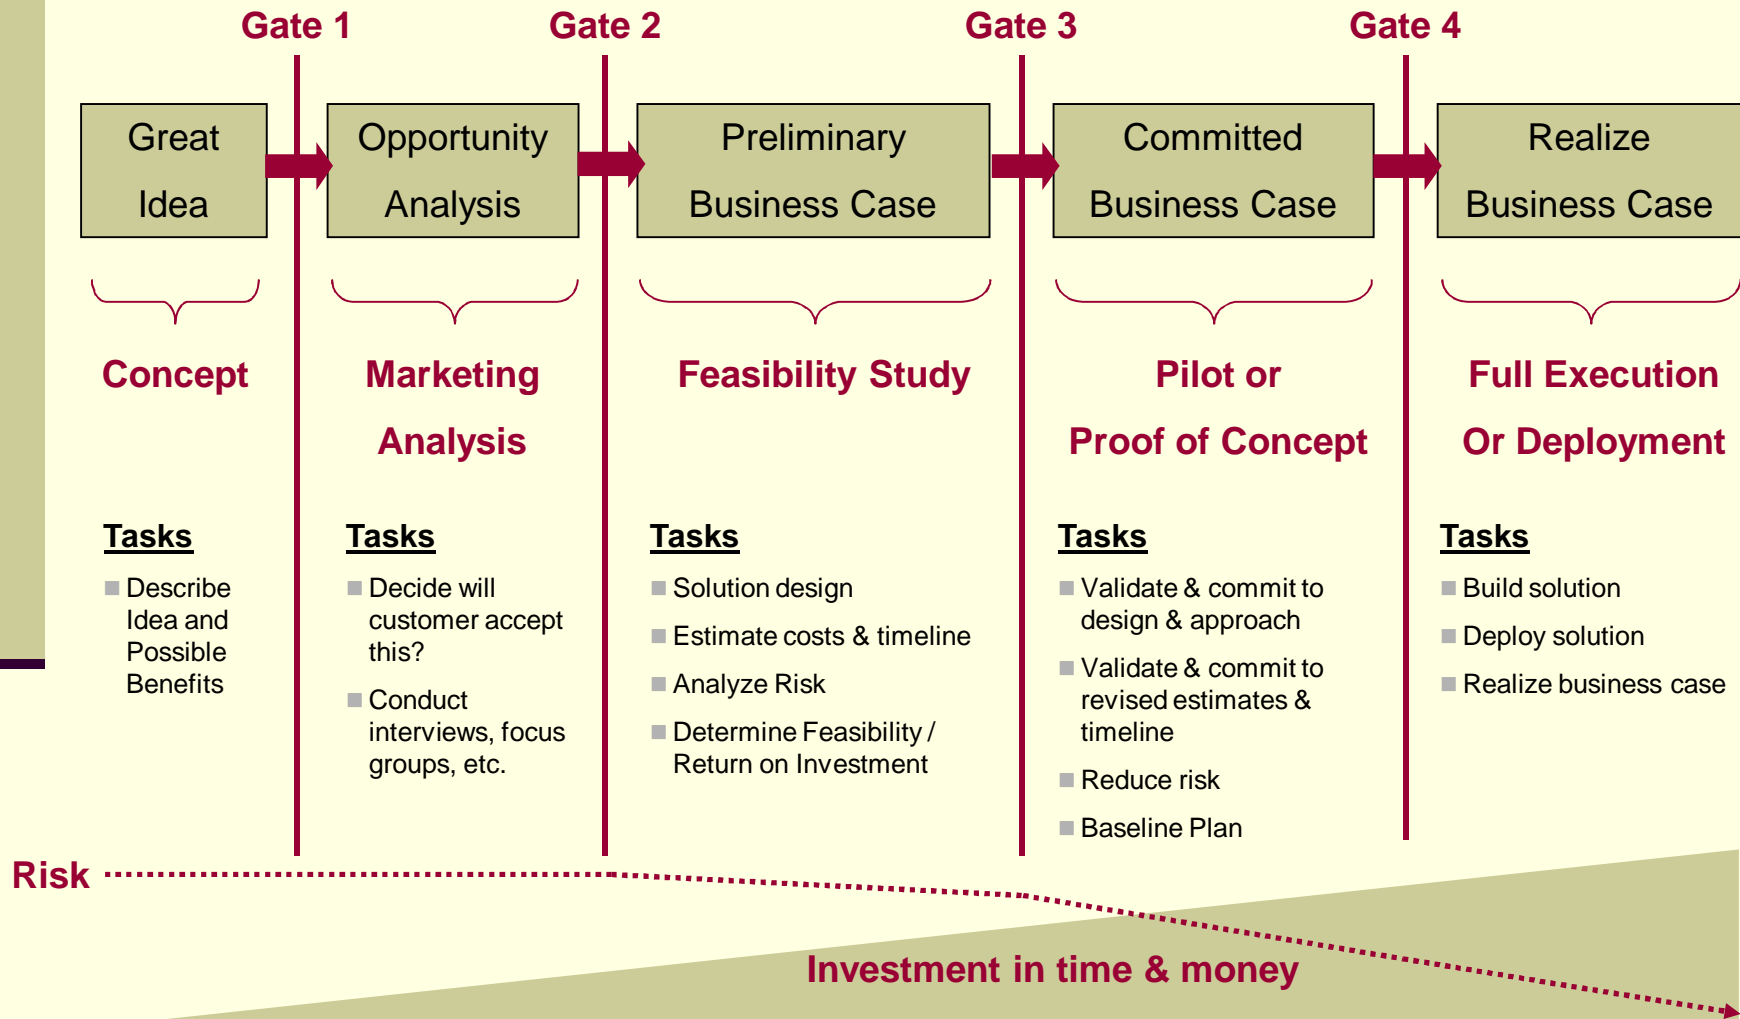 Gate 1
Gate 2
Gate 3
Gate 4
Great
Idea
Opportunity
Analysis
Preliminary
Business Case
Committed
Business Case
Realize
Business Case
Concept
Marketing
Analysis
Feasibility Study
Pilot or
Proof of Concept
Full Execution
Or Deployment
Tasks
Describe
Idea and
Possible
Benefits
Tasks
Decide will
customer accept
this?
Conduct
interviews, focus
groups, etc.
Tasks
Solution design
Estimate costs & timeline
Analyze Risk
Determine Feasibility /
Return on Investment
Tasks
Validate & commit to
design & approach
Validate & commit to
revised estimates &
timeline
Reduce risk
Baseline Plan
Tasks
Build solution
Deploy solution
Realize business case
Risk
Investment in time & money